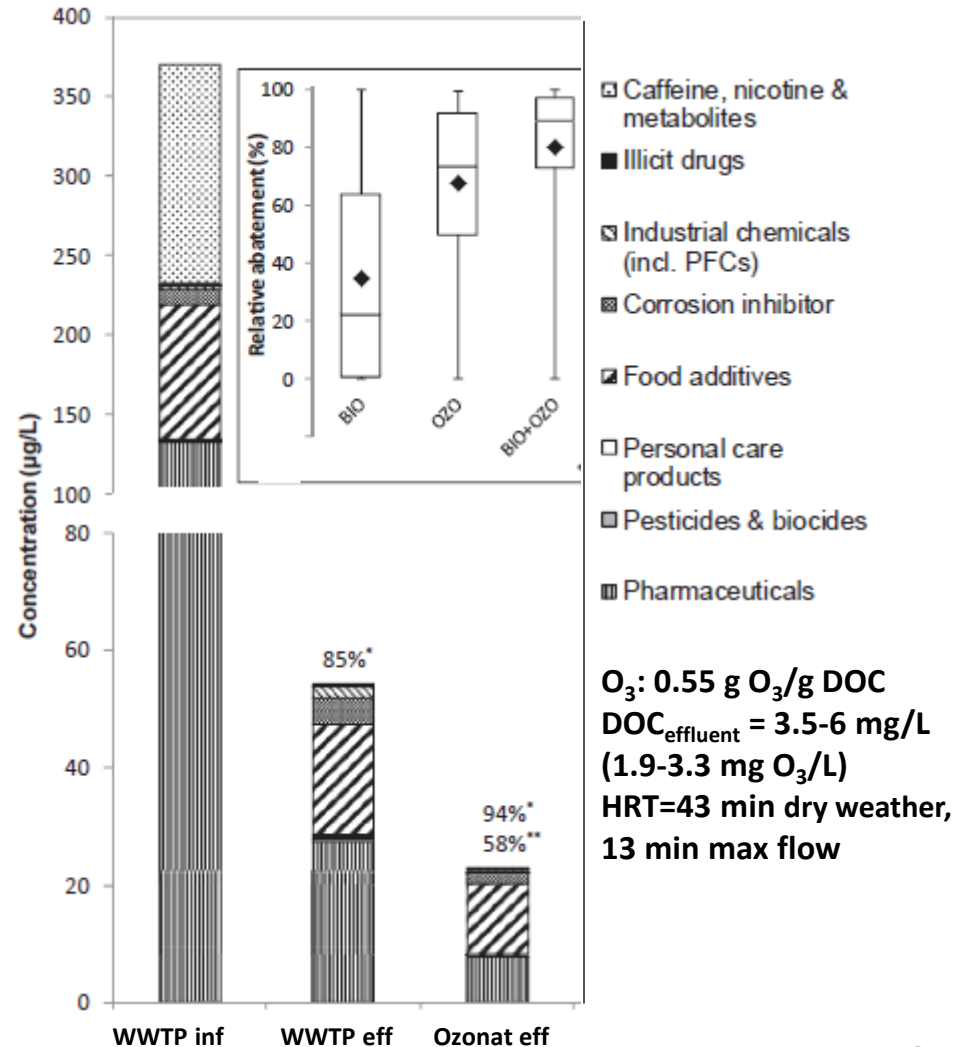 Concentration (µg/L)
400
350
300
250
200
150
100
80
60
40
20
0
Relative abatement (%)
100
80
60
40
20
0
BIO
OZO
BIO+OZO
85%*
94%*
58%**
WWTP inf
WWTP eff
Ozonat eff
Caffeine, nicotine &
metabolites
Illicit drugs
Industrial chemicals
(incl. PFCs)
Corrosion inhibitor
Food additives
Personal care
products
Pesticides & biocides
Pharmaceuticals
O₃: 0.55 g O₃/g DOC
DOCeffluent = 3.5-6 mg/L
(1.9-3.3 mg O₃/L)
HRT=43 min dry weather,
13 min max flow